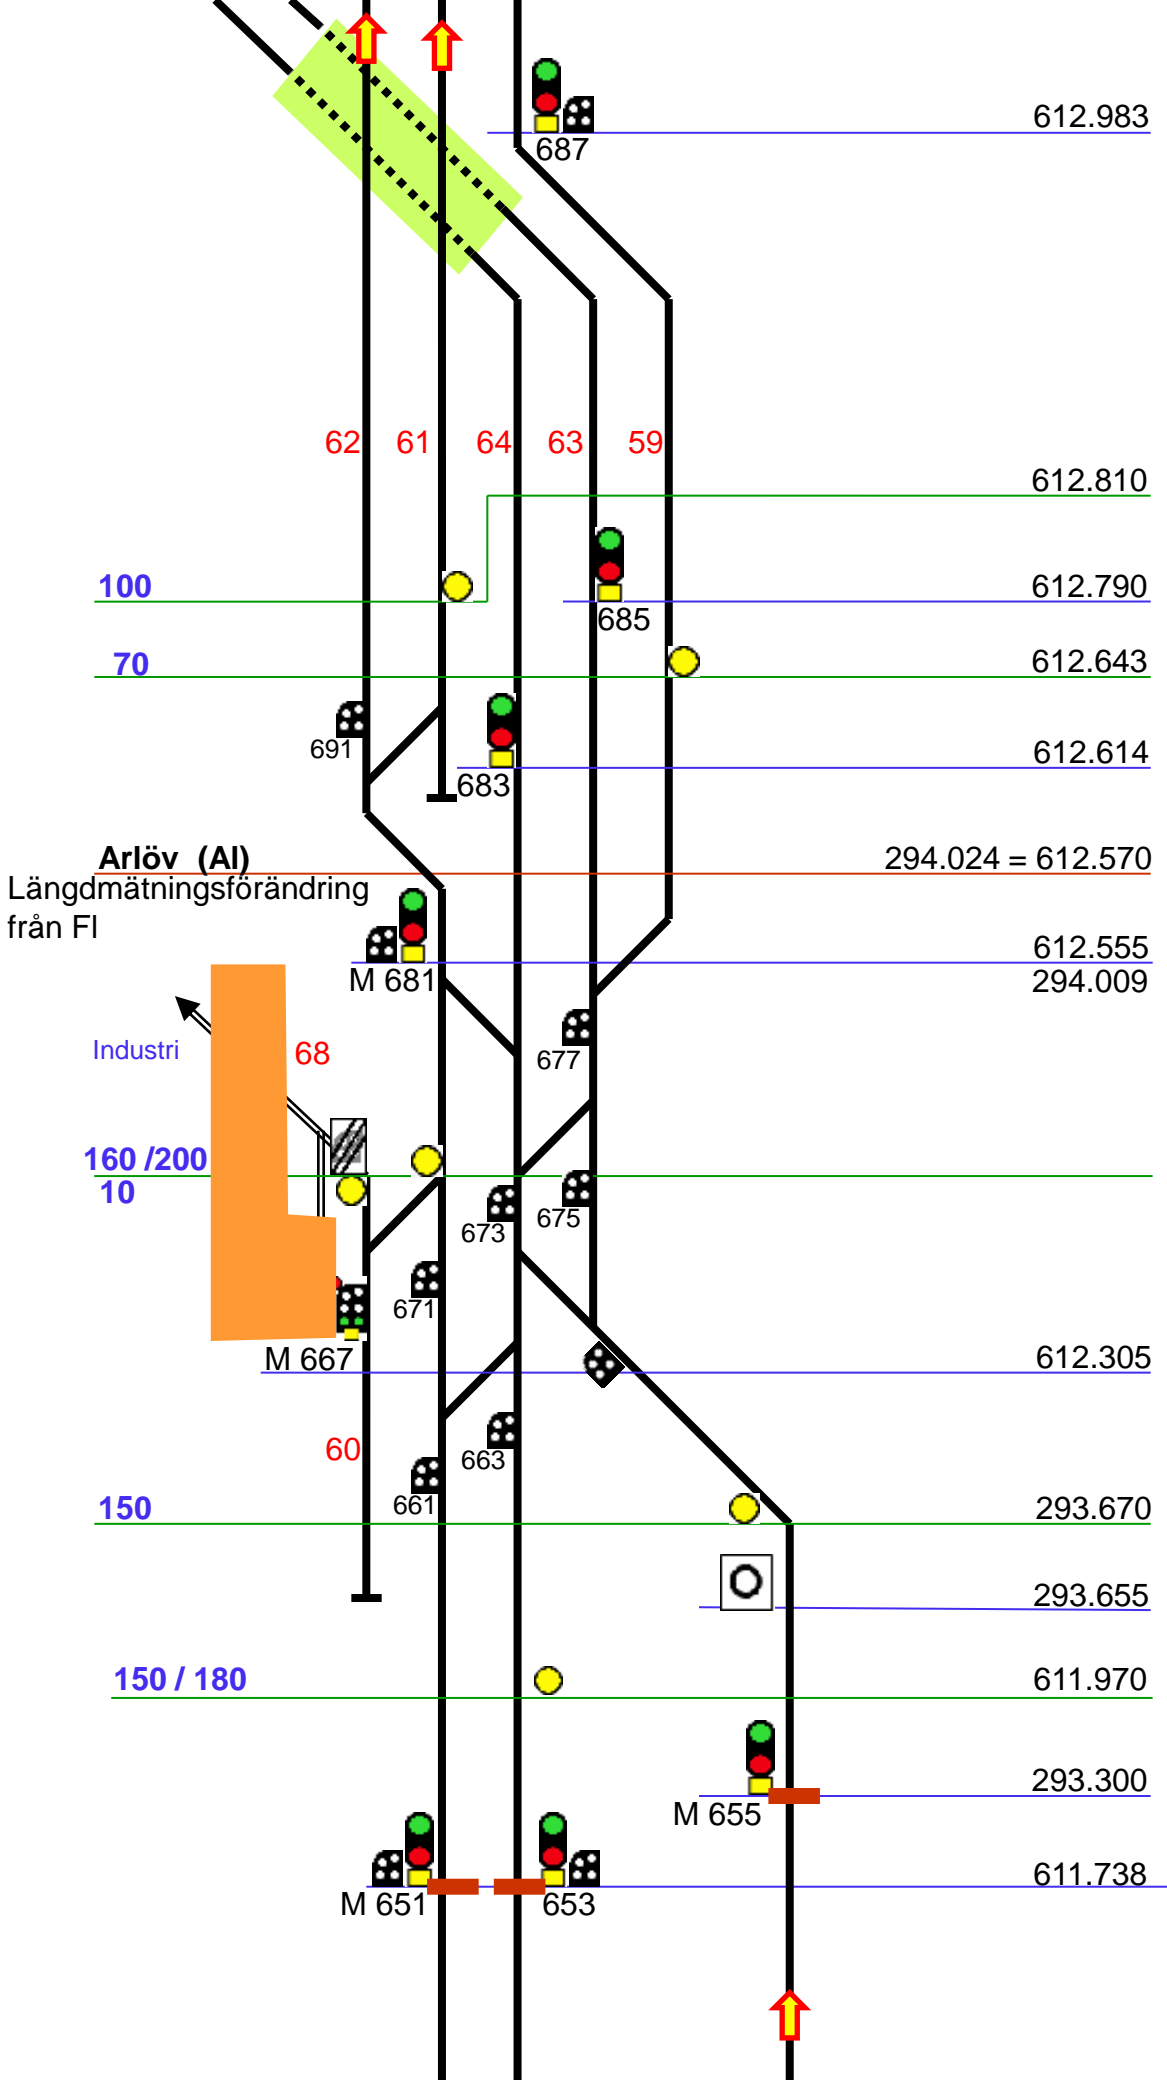 612.983
687
62 61 64 63 59
612.810
100
612.790
685
70
612.643
691
612.614
683
Arlöv (Al)
294.024 = 612.570
Längdmätningsförändring
från Fl
612.555
M 681
294.009
Industri
68
677
160 /200
10
673
675
671
M 667
612.305
60
663
661
150
293.670
293.655
150 / 180
611.970
293.300
M 655
611.738
M 651
653